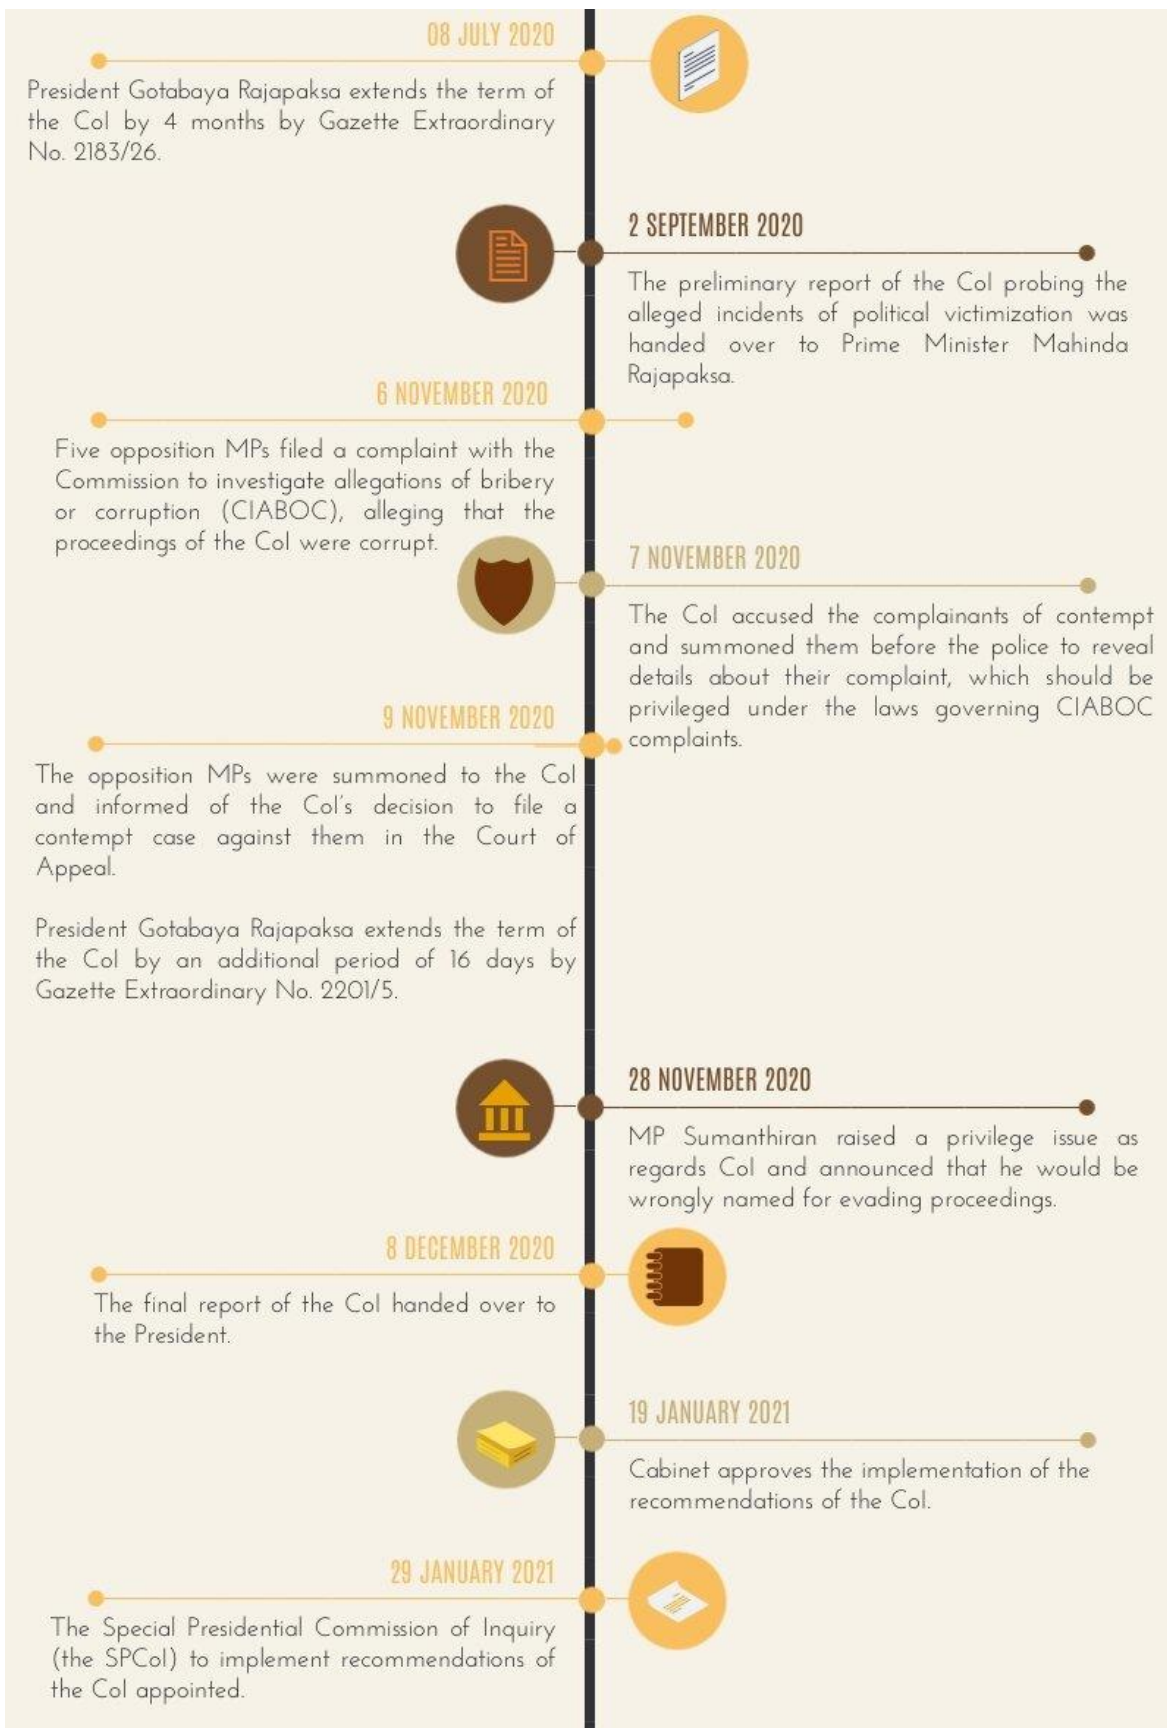 08 JULY 2020
President Gotabaya Rajapaksa extends the term of
the CoI by 4 months by Gazette Extraordinary
No. 2183/26.
2 SEPTEMBER 2020
The preliminary report of the CoI probing the
alleged incidents of political victimization was
handed over to Prime Minister Mahinda
Rajapaksa.
6 NOVEMBER 2020
Five opposition MPs filed a complaint with the
Commission to investigate allegations of bribery
or corruption (CIABOC), alleging that the
proceedings of the CoI were corrupt.
7 NOVEMBER 2020
The CoI accused the complainants of contempt
and summoned them before the police to reveal
details about their complaint, which should be
privileged under the laws governing CIABOC
complaints.
9 NOVEMBER 2020
The opposition MPs were summoned to the CoI
and informed of the CoI's decision to file a
contempt case against them in the Court of
Appeal.
President Gotabaya Rajapaksa extends the term of
the CoI by an additional period of 16 days by
Gazette Extraordinary No. 2201/5.
28 NOVEMBER 2020
MP Sumanthiran raised a privilege issue as
regards CoI and announced that he would be
wrongly named for evading proceedings.
8 DECEMBER 2020
The final report of the CoI handed over to
the President.
19 JANUARY 2021
Cabinet approves the implementation of the
recommendations of the CoI.
29 JANUARY 2021
The Special Presidential Commission of Inquiry
(the SPCoI) to implement recommendations of
the CoI appointed.